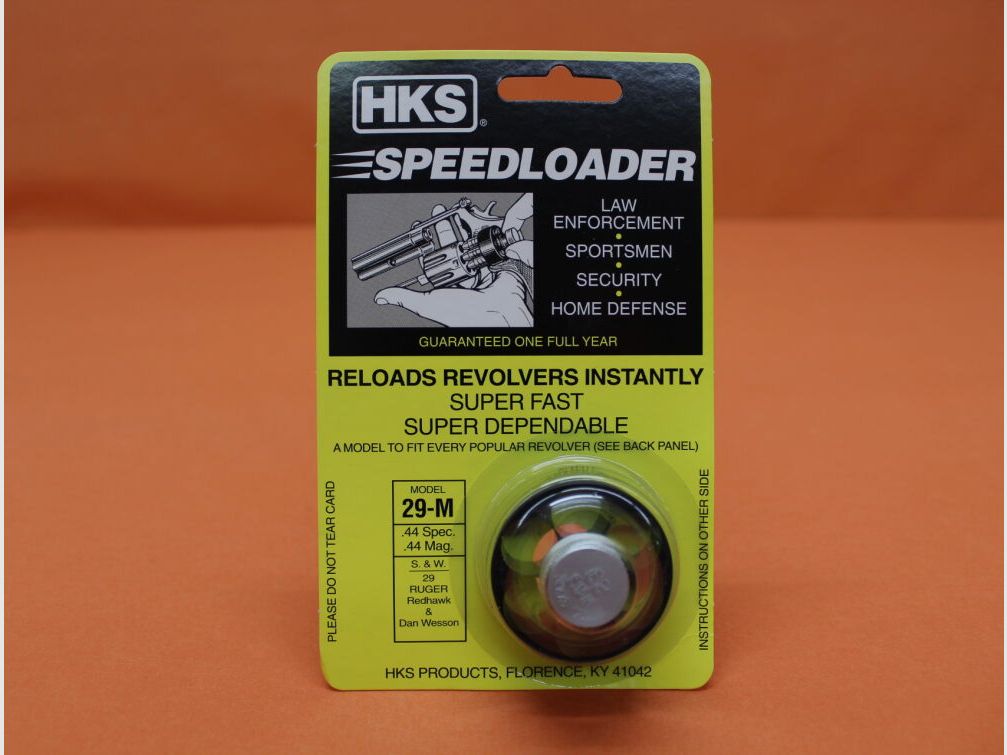 HKS®
SPEEDLOADER
LAW
ENFORCEMENT
•
SPORTSMEN
•
SECURITY
•
HOME DEFENSE
GUARANTEED ONE FULL YEAR
RELOADS REVOLVERS INSTANTLY
SUPER FAST
SUPER DEPENDABLE
A MODEL TO FIT EVERY POPULAR REVOLVER (SEE BACK PANEL)
PLEASE DO NOT TEAR CARD
MODEL
29-M
.44 Spec.
.44 Mag.
S. & W.
29
RUGER
Redhawk
&
Dan Wesson
INSTRUCTIONS ON OTHER SIDE
HKS PRODUCTS, FLORENCE, KY 41042